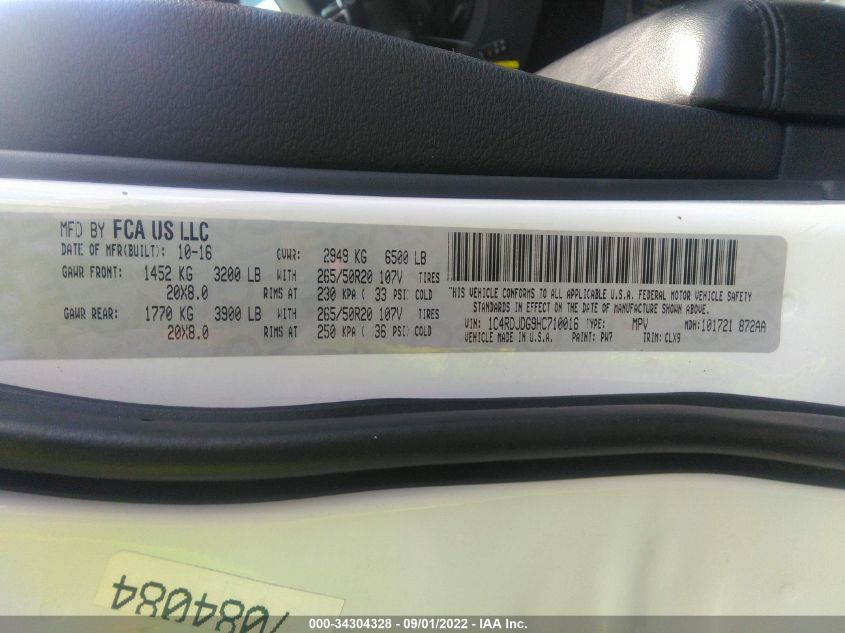 MFD BY FCA US LLC
DATE OF MFR(BUILT): 10-16 GVWR: 2949 KG 6500 LB
GAWR FRONT: 1452 KG 3200 LB WITH 265/50R20 107V TIRES
20X8.0 RIMS AT 230 KPA ( 33 PSI) COLD
GAWR REAR: 1770 KG 3900 LB WITH 265/50R20 107V TIRES
20X8.0 RIMS AT 250 KPA ( 36 PSI) COLD
THIS VEHICLE CONFORMS TO ALL APPLICABLE U.S.A. FEDERAL MOTOR VEHICLE SAFETY
STANDARDS IN EFFECT ON THE DATE OF MANUFACTURE SHOWN ABOVE.
VIN: 1C4RDJDG9HC710016 TYPE: MPV MDH: 101721 872AA
VEHICLE MADE IN U.S.A. PAINT: PW7 TRIM: CLX9
7084084
000-34304328 - 09/01/2022 - IAA Inc.